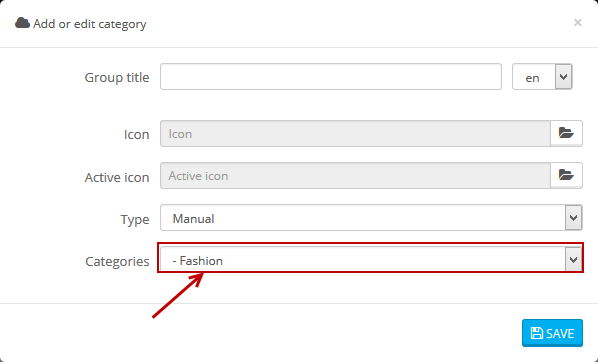 Add or edit category ×
Group title en
Icon Icon
Active icon Active icon
Type Manual
Categories - Fashion
SAVE